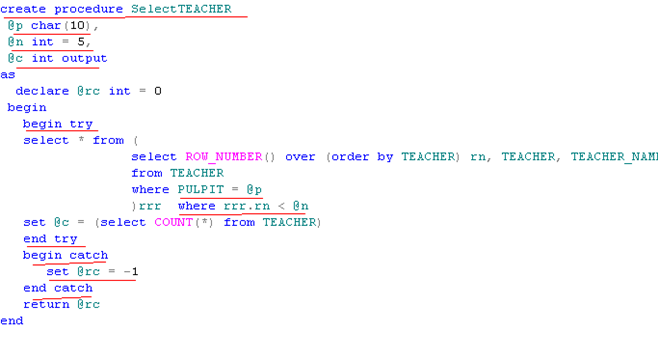 create procedure SelectTEACHER
@p char(10),
@n int = 5,
@c int output
as
declare @rc int = 0
begin
begin try
select * from (
select ROW_NUMBER() over (order by TEACHER) rn, TEACHER, TEACHER_NAM
from TEACHER
where PULPIT = @p
)rrr where rrr.rn < @n
set @c = (select COUNT(*) from TEACHER)
end try
begin catch
set @rc = -1
end catch
return @rc
end